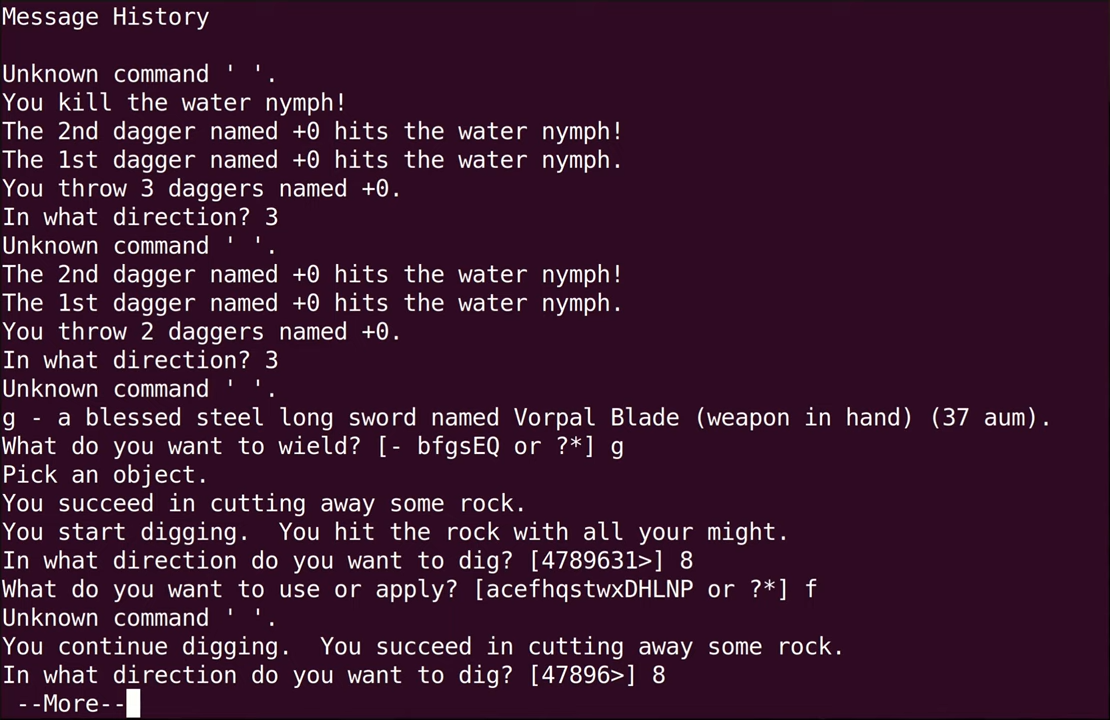 Message History
Unknown command ' '.
You kill the water nymph!
The 2nd dagger named +0 hits the water nymph!
The 1st dagger named +0 hits the water nymph.
You throw 3 daggers named +0.
In what direction? 3
Unknown command ' '.
The 2nd dagger named +0 hits the water nymph!
The 1st dagger named +0 hits the water nymph.
You throw 2 daggers named +0.
In what direction? 3
Unknown command ' '.
g - a blessed steel long sword named Vorpal Blade (weapon in hand) (37 aum).
What do you want to wield? [- bfgsEQ or ?*] g
Pick an object.
You succeed in cutting away some rock.
You start digging.  You hit the rock with all your might.
In what direction do you want to dig? [4789631>] 8
What do you want to use or apply? [acefhqstwxDHLNP or ?*] f
Unknown command ' '.
You continue digging.  You succeed in cutting away some rock.
In what direction do you want to dig? [47896>] 8
--More--